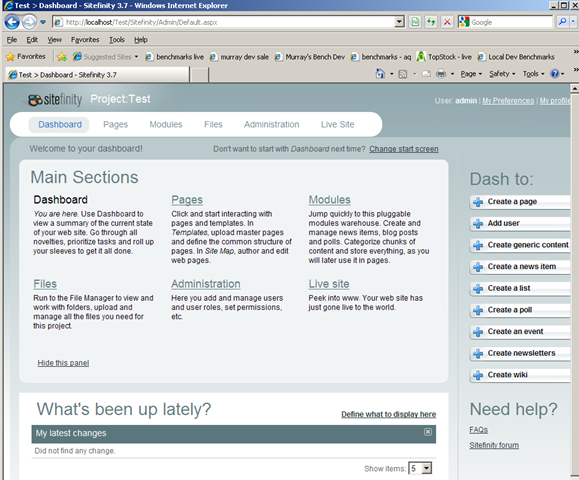 Test > Dashboard - Sitefinity 3.7 - Windows Internet Explorer
http://localhost/Test/Sitefinity/Admin/Default.aspx
Google
File Edit View Favorites Tools Help
Favorites Suggested Sites benchmarks live murray dev sale Murray's Bench Dev benchmarks - aq TopStock - live Local Dev Benchmarks
Test > Dashboard - Sitefinity 3.7
Page Safety Tools
sitefinity Project:Test
User: admin | My Preferences | My profile
Dashboard Pages Modules Files Administration Live Site
Welcome to your dashboard!
Don't want to start with Dashboard next time? Change start screen
Main Sections
Dashboard
You are here. Use Dashboard to
view a summary of the current state
of your web site. Go through all
novelties, prioritize tasks and roll up
your sleeves to get it all done.
Pages
Click and start interacting with
pages and templates. In
Templates, upload master pages
and define the common structure of
pages. In Site Map, author and edit
web pages.
Modules
Jump quickly to this pluggable
modules warehouse. Create and
manage news items, blog posts
and polls. Categorize chunks of
content and store everything, as you
will later use it in pages.
Files
Run to the File Manager to view and
work with folders, upload and
manage all the files you need for
this project.
Administration
Here you add and manage users
and user roles, set permissions,
etc.
Live site
Peek into www. Your web site has
just gone live to the world.
Hide this panel
What's been up lately?
Define what to display here
My latest changes
Did not find any change.
Show items: 5
Dash to:
Create a page
Add user
Create generic content
Create a news item
Create a list
Create a poll
Create an event
Create newsletters
Create wiki
Need help?
FAQs
Sitefinity forum